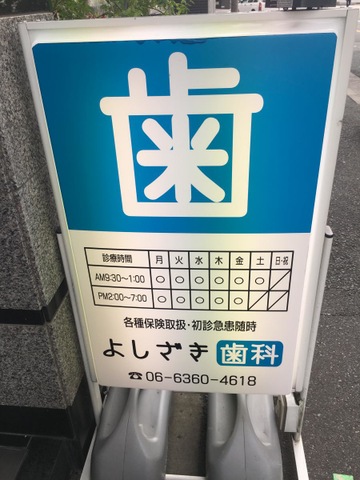 歯
診療時間 月 火 水 木 金 土 日・祝
AM9:30～1:00 ○ ○ ○ ○ ○ ○ ／
PM2:00～7:00 ○ ○ ○ ○ ○ ／ ／
各種保険取扱・初診急患随時
よしざき歯科
☎06-6360-4618